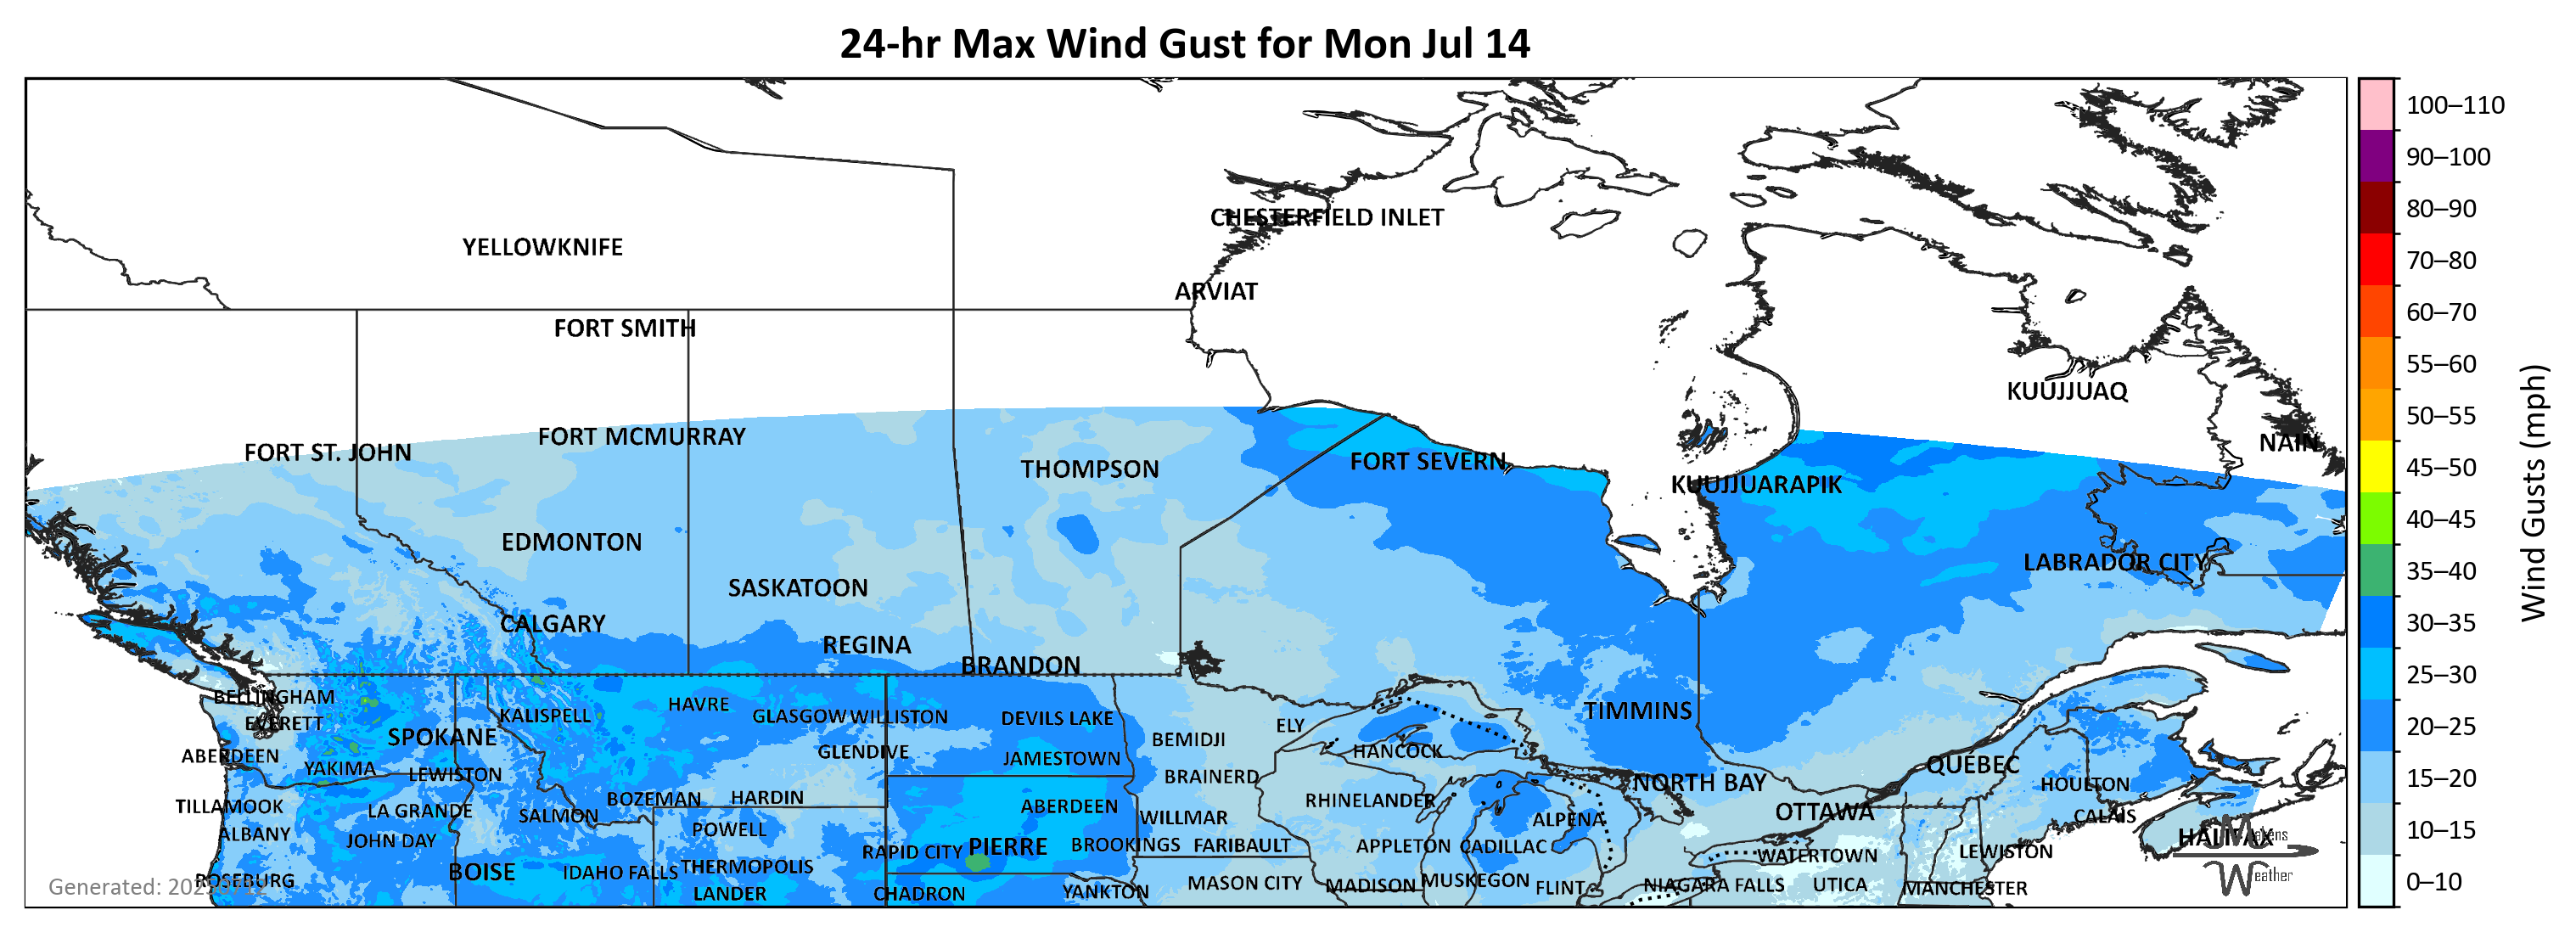 24-hr Max Wind Gust for Mon Jul 14
100–110
90–100
CHESTERFIELD INLET
80–90
YELLOWKNIFE
70–80
ARVIAT
60–70
FORT SMITH
55–60
KUUJJUAQ
50–55
FORT MCMURRAY
NAIN
FORT ST. JOHN
THOMPSON
FORT SEVERN
45–50
KUUJJUARAPIK
40–45
Wind Gusts (mph)
EDMONTON
LABRADOR CITY
35–40
SASKATOON
CALGARY
30–35
REGINA
BRANDON
25–30
BELLINGHAM
HAVRE
TIMMINS
KALISPELL
GLASGOW
WILLISTON
DEVILS LAKE
EVERETT
ELY
20–25
SPOKANE
BEMIDJI
HANCOCK
GLENDIVE
ABERDEEN
JAMESTOWN
QUÉBEC
YAKIMA
LEWISTON
BRAINERD
15–20
NORTH BAY
HOULTON
BOZEMAN
HARDIN
RHINELANDER
TILLAMOOK
ABERDEEN
LA GRANDE
SALMON
WILLMAR
OTTAWA
CALAIS
ALPENA
POWELL
10–15
ALBANY
HALIFAX
Makens
JOHN DAY
PIERRE
BROOKINGS
FARIBAULT
APPLETON
CADILLAC
RAPID CITY
LEWISTON
WATERTOWN
THERMOPOLIS
BOISE
IDAHO FALLS
Weather
ROSEBURG
MUSKEGON
0–10
MASON CITY
MADISON
NIAGARA FALLS
UTICA
Generated:
FLINT
MANCHESTER
LANDER
CHADRON
YANKTON